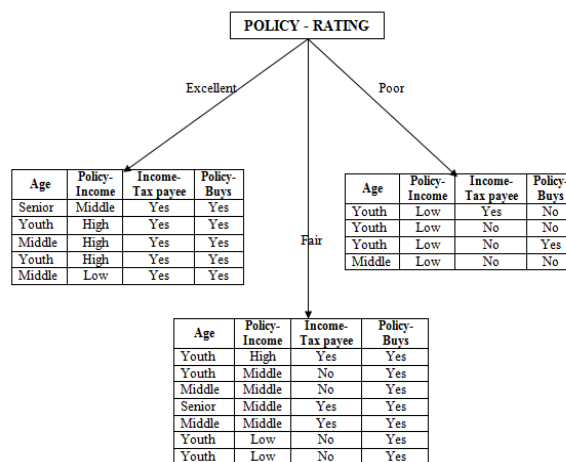 POLICY - RATING
Excellent
Poor
Fair
Age Policy-Income Income-Tax payee Policy-Buys
Senior Middle Yes Yes
Youth High Yes Yes
Middle High Yes Yes
Youth High Yes Yes
Middle Low Yes Yes
Age Policy-Income Income-Tax payee Policy-Buys
Youth Low Yes No
Youth Low No No
Youth Low No Yes
Middle Low No No
Age Policy-Income Income-Tax payee Policy-Buys
Youth High Yes Yes
Youth Middle No Yes
Middle Middle No Yes
Senior Middle Yes Yes
Middle Middle Yes Yes
Youth Low No Yes
Youth Low No Yes